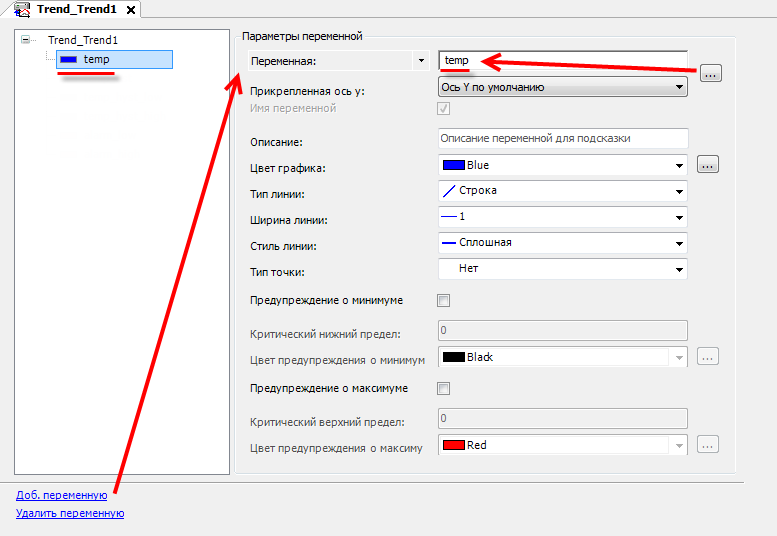 Trend_Trend1
Trend_Trend1
temp
Параметры переменной
Переменная:
temp
...
Прикрепленная ось y:
Ось Y по умолчанию
Имя переменной
Описание:
Описание переменной для подсказки
Цвет графика:
Blue
...
Тип линии:
Строка
Ширина линии:
1
Стиль линии:
Сплошная
Тип точки:
Нет
Предупреждение о минимуме
Критический нижний предел:
0
Цвет предупреждения о минимум
Black
...
Предупреждение о максимуме
Критический верхний предел:
0
Цвет предупреждения о максиму
Red
...
Доб. переменную
Удалить переменную